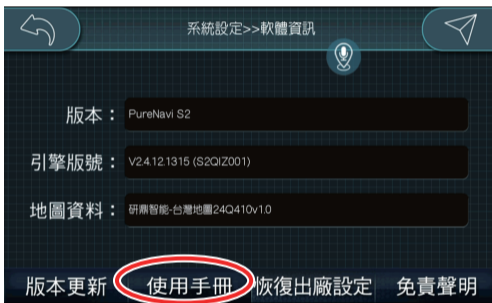 系統設定>>軟體資訊
版本：PureNavi S2
引擎版號：V2.4.12.1315 (S2QIZ001)
地圖資料：研鼎智能-台灣地圖24Q410v1.0
版本更新 使用手冊 恢復出廠設定 免責聲明